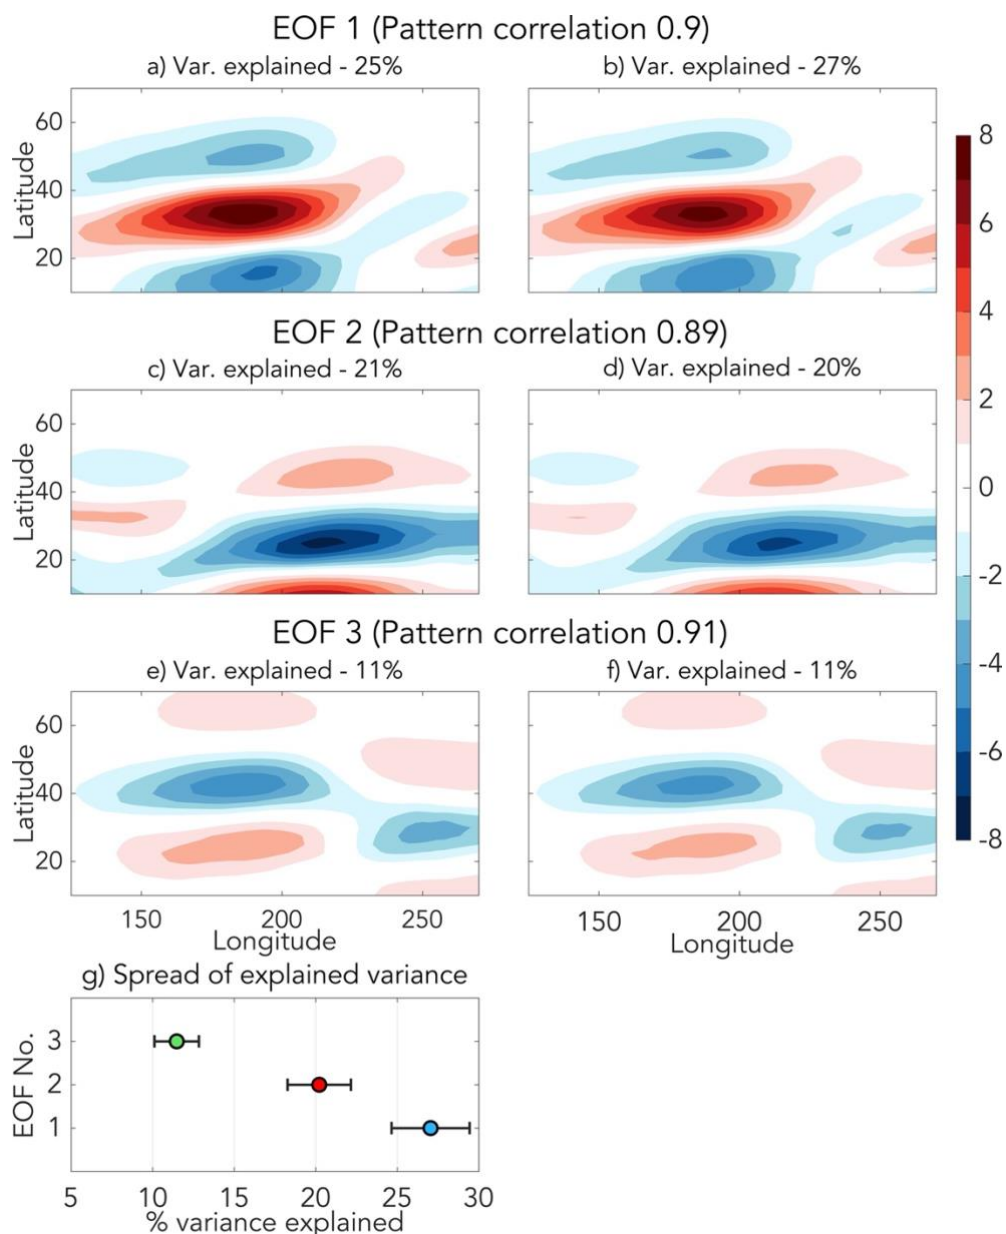 EOF 1 (Pattern correlation 0.9)
a) Var. explained - 25%
b) Var. explained - 27%
60
40
20
Latitude
8
6
4
2
0
-2
-4
-6
-8
EOF 2 (Pattern correlation 0.89)
c) Var. explained - 21%
d) Var. explained - 20%
60
40
20
Latitude
EOF 3 (Pattern correlation 0.91)
e) Var. explained - 11%
f) Var. explained - 11%
60
40
20
Latitude
150 200 250
Longitude
150 200 250
Longitude
g) Spread of explained variance
EOF No.
3
2
1
5 10 15 20 25 30
% variance explained